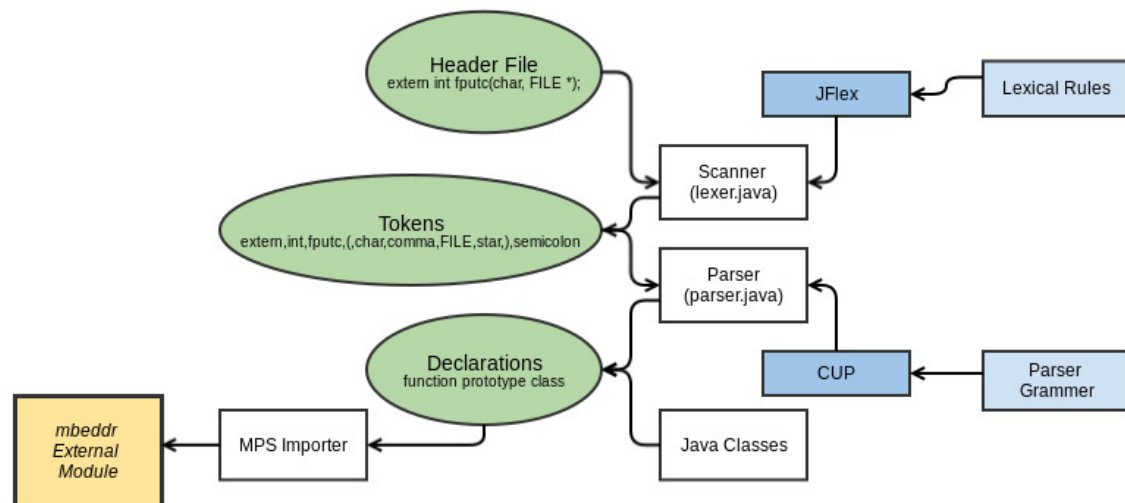 Header File
extern int fputc(char, FILE *);
JFlex
Lexical Rules
Scanner
(lexer.java)
Tokens
extern,int,fputc,(,char,comma,FILE,star,),semicolon
Parser
(parser.java)
Declarations
function prototype class
CUP
Parser
Grammer
mbeddr
External
Module
MPS Importer
Java Classes